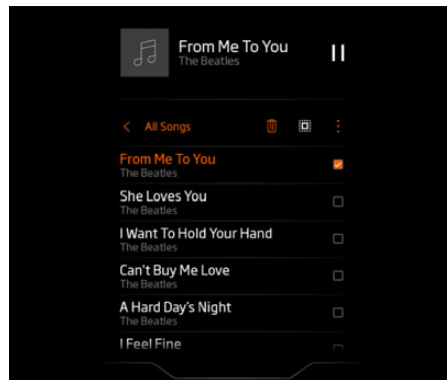 From Me To You
The Beatles
All Songs
From Me To You
The Beatles
She Loves You
The Beatles
I Want To Hold Your Hand
The Beatles
Can't Buy Me Love
The Beatles
A Hard Day's Night
The Beatles
I Feel Fine